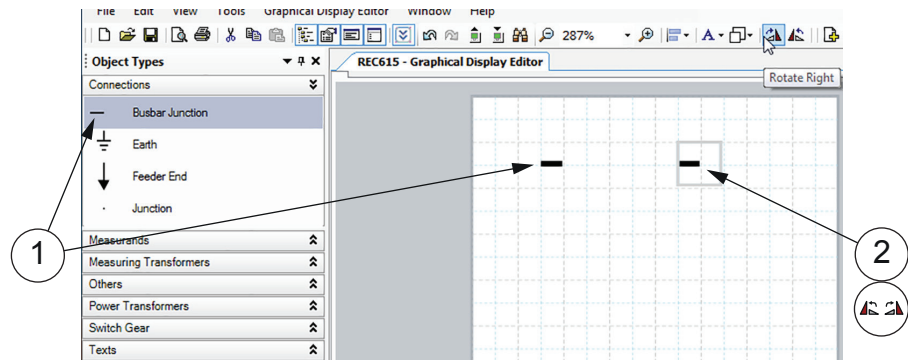 File Edit View Tools Graphical Display Editor Window Help
287% A
Object Types
REC615 - Graphical Display Editor
Rotate Right
Connections
Busbar Junction
Earth
Feeder End
Junction
1
2
Measurands
Measuring Transformers
Others
Power Transformers
Switch Gear
Texts